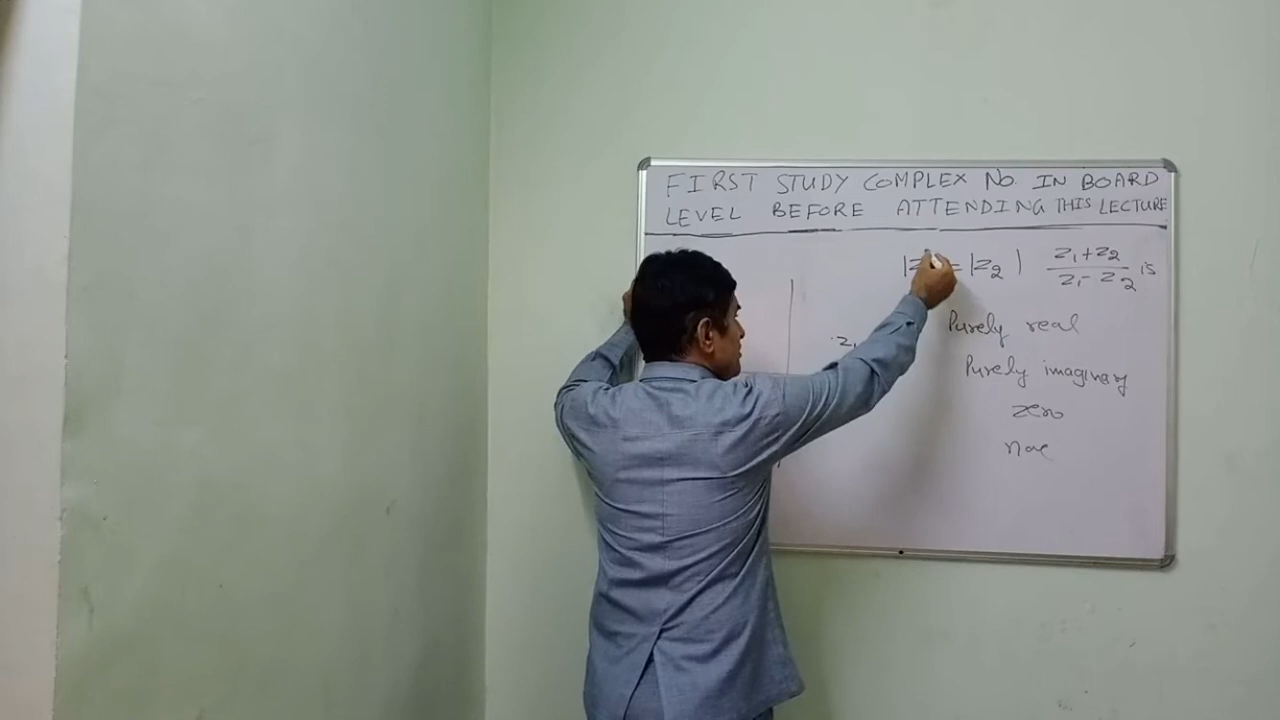 FIRST STUDY COMPLEX NO. IN BOARD
LEVEL BEFORE ATTENDING THIS LECTURE
|z = |z₂| (z₁+z₂)/(z₁-z₂) is
.z₁
Purely real
Purely imaginary
zero